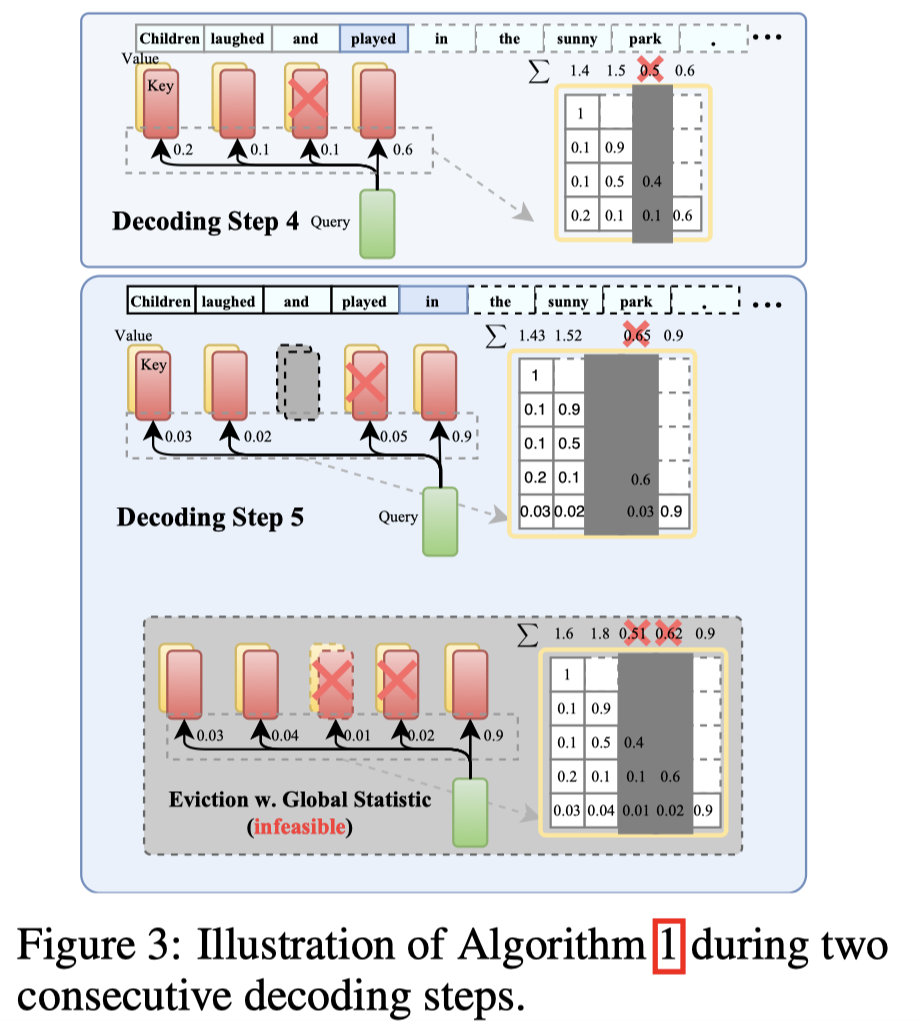 Children laughed and played in the sunny park . •••
Value
Key
∑ 1.4 1.5 0.5 0.6
1
0.1 0.9
0.1 0.5 0.4
0.2 0.1 0.1 0.6
0.2 0.1 0.1 0.6
Decoding Step 4 Query
Children laughed and played in the sunny park . •••
Value
Key
∑ 1.43 1.52 0.65 0.9
1
0.1 0.9
0.1 0.5
0.2 0.1 0.6
0.03 0.02 0.03 0.9
0.03 0.02 0.05 0.9
Decoding Step 5 Query
∑ 1.6 1.8 0.51 0.62 0.9
1
0.1 0.9
0.1 0.5 0.4
0.2 0.1 0.1 0.6
0.03 0.04 0.01 0.02 0.9
0.03 0.04 0.01 0.02 0.9
Eviction w. Global Statistic
(infeasible)
Figure 3: Illustration of Algorithm 1 during two
consecutive decoding steps.